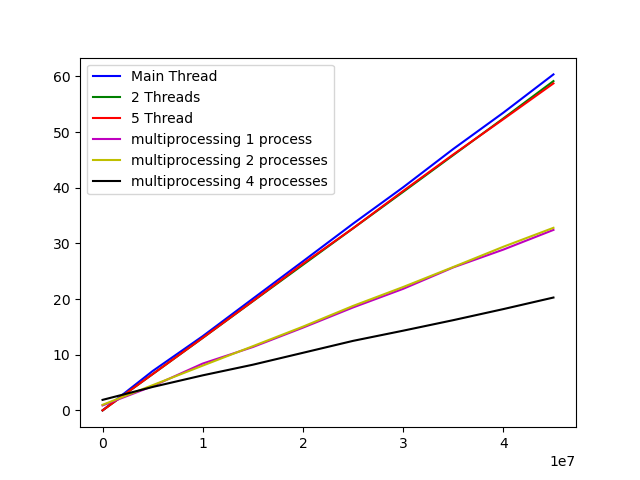 Main Thread
2 Threads
5 Thread
multiprocessing 1 process
multiprocessing 2 processes
multiprocessing 4 processes
60
50
40
30
20
10
0
0 1 2 3 4
1e7